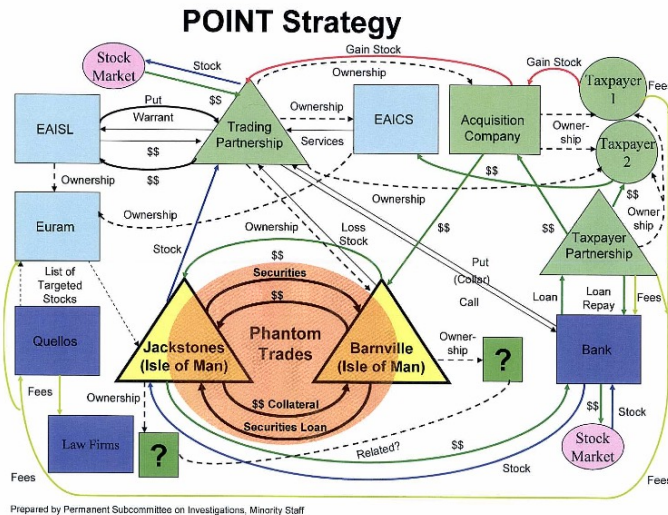 POINT Strategy
Stock
Market
Stock
$$
Gain Stock
Ownership
Gain Stock
Taxpayer
1
Fees
EAISL
Put
Warrant
$$
$$
Trading
Partnership
Ownership
Services
EAICS
Acquisition
Company
Owner-
ship
Taxpayer
2
Ownership
Ownership
$$
Ownership
Owner
ship
Euram
Ownership
Loss
Stock
$$
$$
$$
Taxpayer
Partnership
Stock
List of
Targeted
Stocks
$$
Securities
$$
Put
(Collar)
Call
Loan
Loan
Repay
Fees
Quellos
Jackstones
(Isle of Man)
Phantom
Trades
Barnville
(Isle of Man)
Owner-
ship
?
Bank
Fees
Ownership
$$ Collateral
Securities Loan
Law Firms
?
Related?
$$
$$
Stock
Stock
Stock
Market
Fees
Fees
Prepared by Permanent Subcommittee on Investigations, Minority Staff